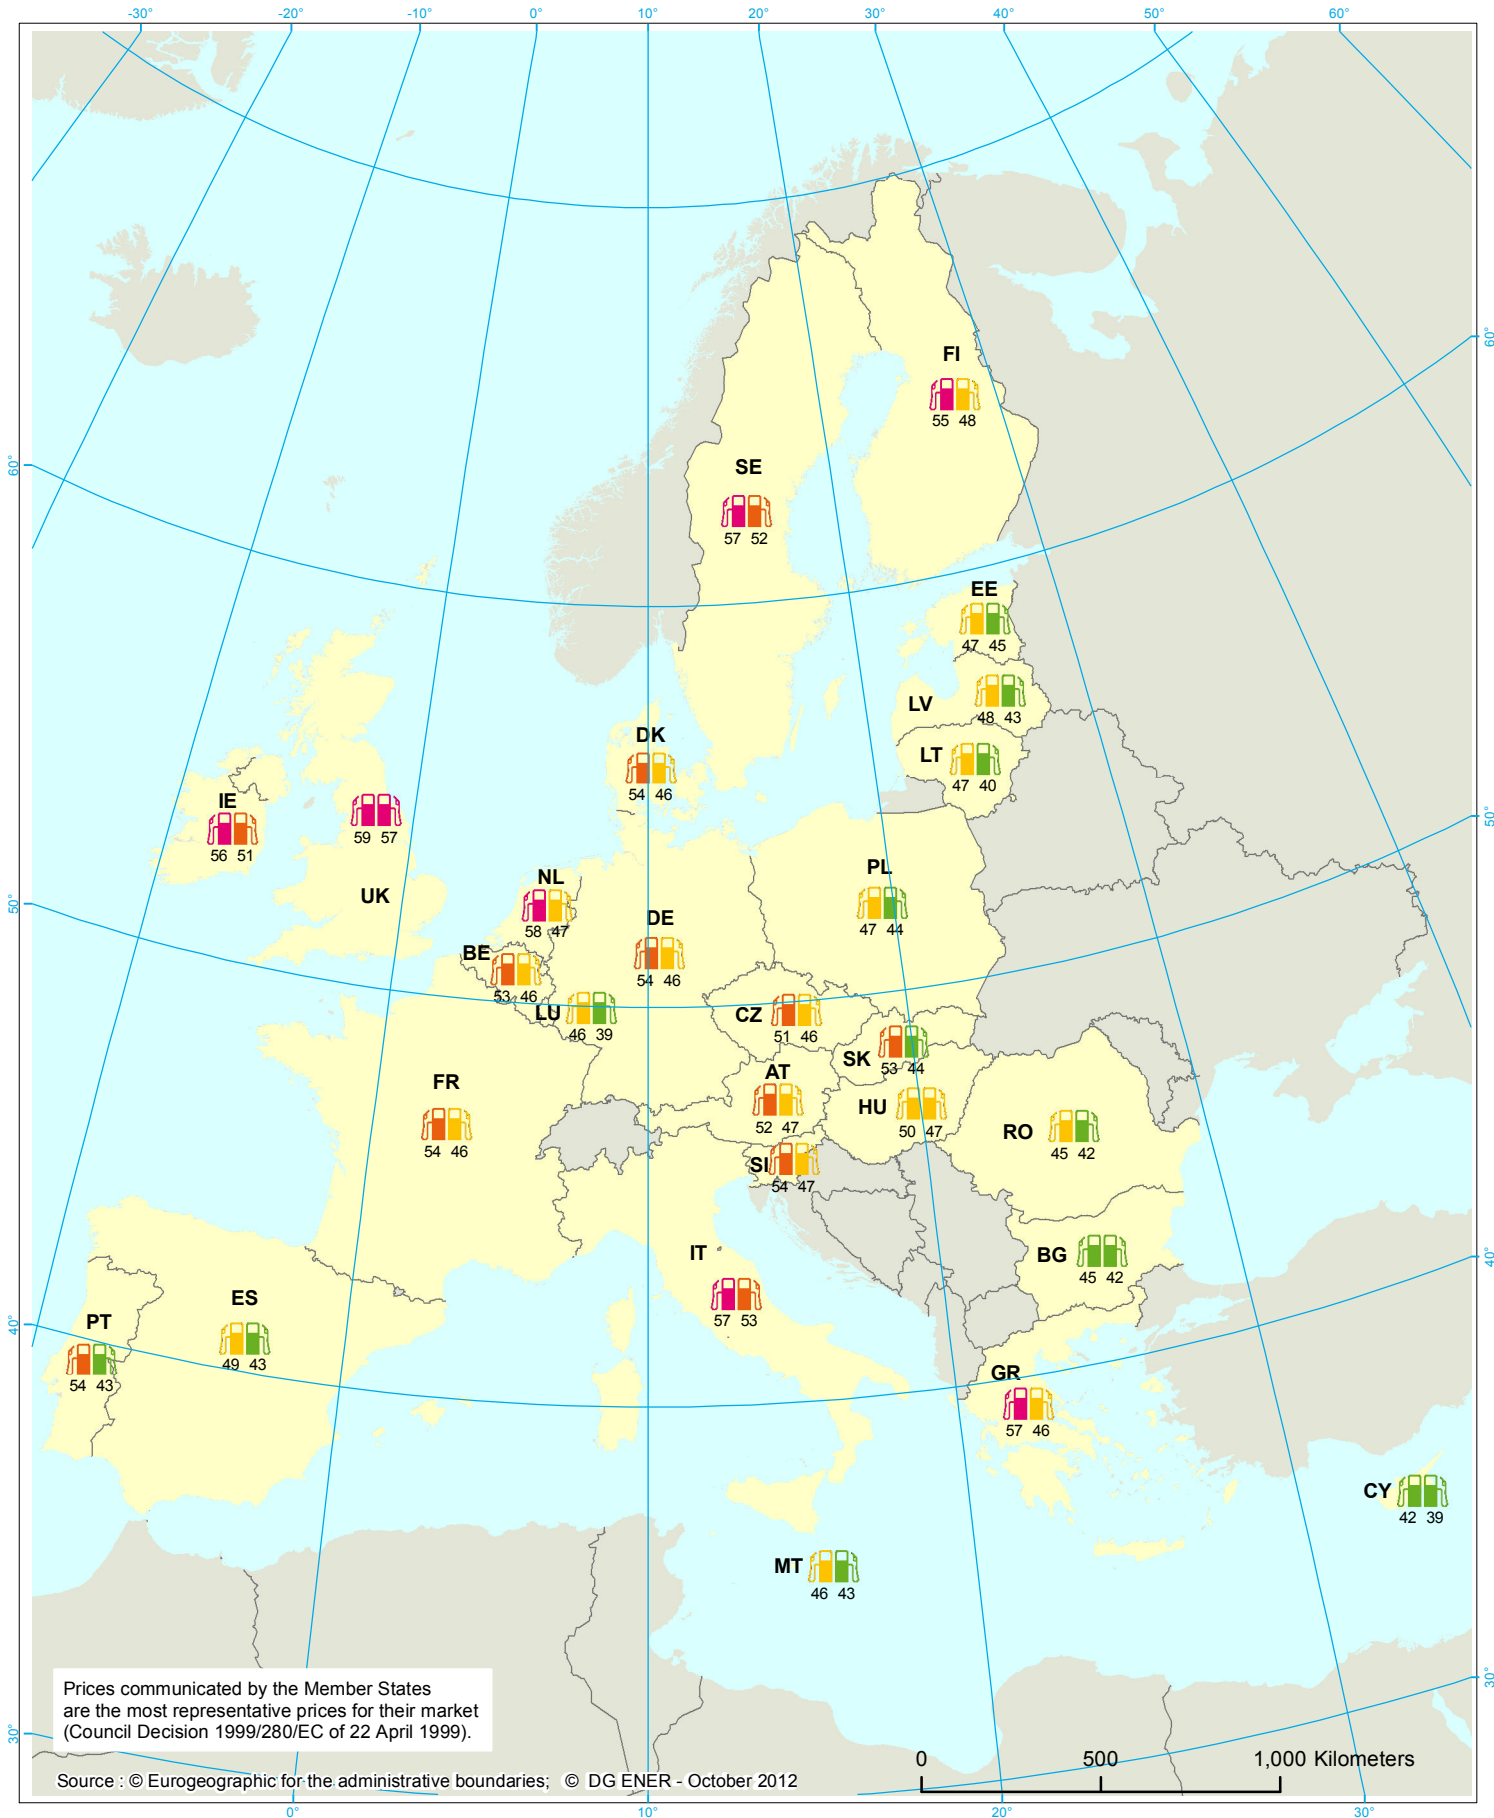 -30° -20° -10° 0° 10° 20° 30° 40° 50° 60°
60°
FI
55 48
60°
SE
57 52
EE
47 45
LV
48 43
DK
54 46
LT
47 40
IE
56 51
59 57
50°
UK
NL
58 47
PL
47 44
50°
DE
54 46
BE
53 46
LU
46 39
CZ
51 46
SK
53 44
AT
52 47
HU
50 47
FR
54 46
RO
45 42
SI
54 47
IT
57 53
BG
45 42
40°
ES
49 43
PT
54 43
40°
GR
57 46
CY
42 39
MT
46 43
30°
30°
Prices communicated by the Member States
are the most representative prices for their market
(Council Decision 1999/280/EC of 22 April 1999).
0 500 1,000 Kilometers
Source : © Eurogeographic for the administrative boundaries; © DG ENER - October 2012
0° 10° 20° 30°